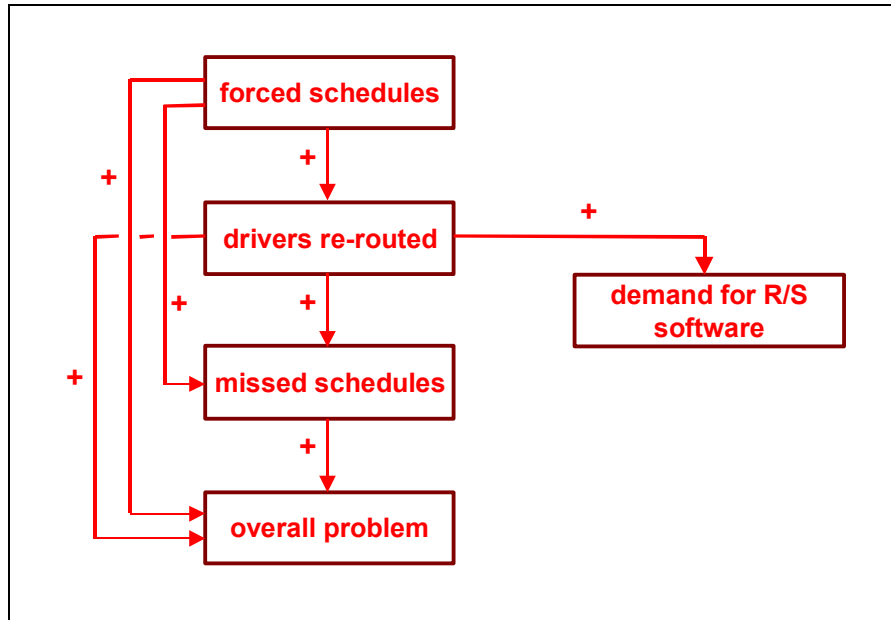 forced schedules
+
+
drivers re-routed
+
demand for R/S
software
+
+
+
missed schedules
+
overall problem